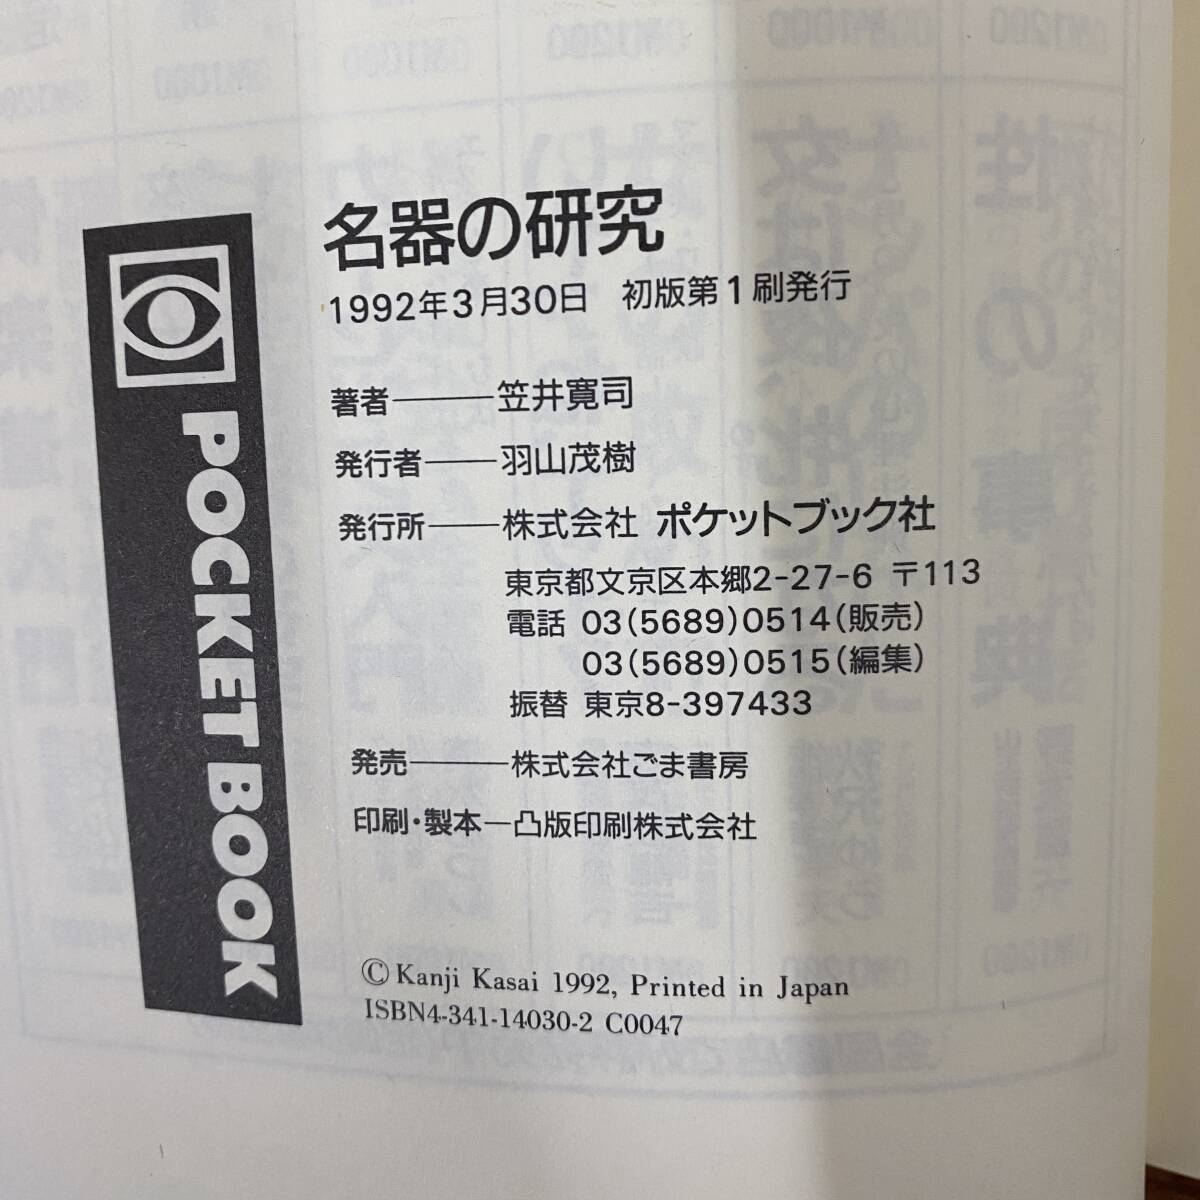 名器の研究
1992年3月30日 初版第1刷発行
著者――笠井寛司
発行者――羽山茂樹
発行所――株式会社 ポケットブック社
東京都文京区本郷2-27-6 〒113
電話 03(5689)0514(販売)
03(5689)0515(編集)
振替 東京8-397433
発売――株式会社ごま書房
印刷・製本―凸版印刷株式会社
©Kanji Kasai 1992, Printed in Japan
ISBN4-341-14030-2 C0047
POCKET BOOK